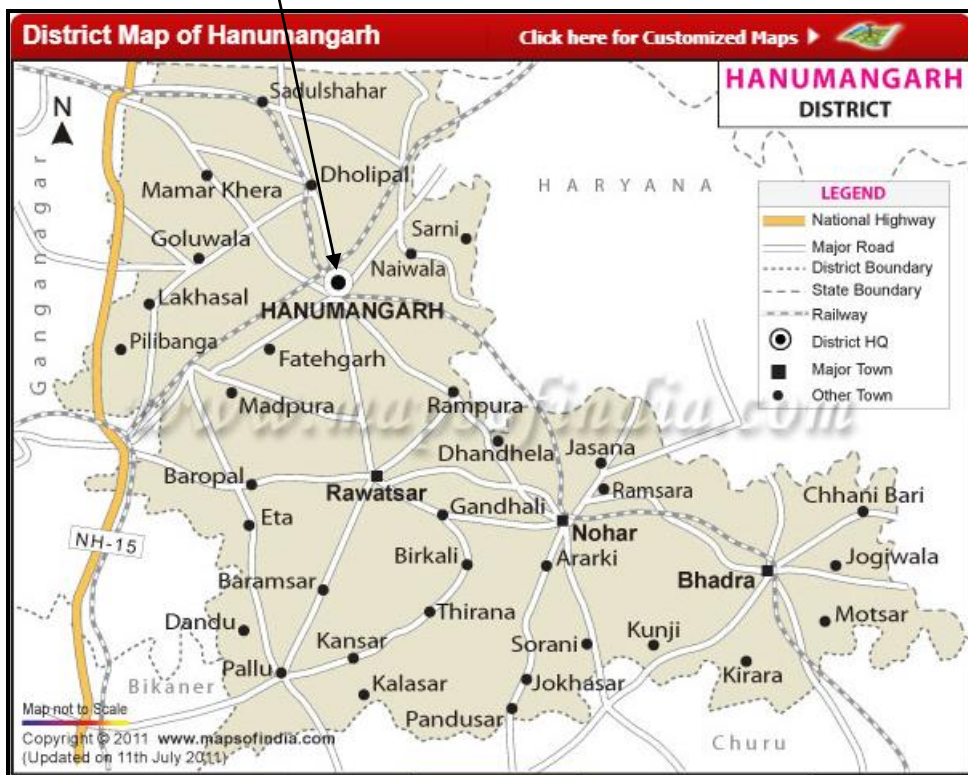 District Map of Hanumangarh
Click here for Customized Maps
HANUMANGARH
DISTRICT
N
Sadulshahar
Ganganagar
Mamar Khera
Dholipal
HARYANA
LEGEND
National Highway
Major Road
District Boundary
State Boundary
Railway
District HQ
Major Town
Other Town
Goluwala
Sarni
Naiwala
Lakhasal
HANUMANGARH
Pilibanga
Fatehgarh
Madpura
Rampura
www.mapsofindia.com
Dhandhela
Jasana
Baropal
Rawatsar
Ramsara
Chhani Bari
Gandhali
Eta
Nohar
NH-15
Birkali
Ararki
Jogiwala
Baramsar
Bhadra
Dandu
Thirana
Motsar
Kansar
Sorani
Kunji
Pallu
Kirara
Bikaner
Kalasar
Jokhasar
Map not to Scale
Pandusar
Copyright © 2011 www.mapsofindia.com
(Updated on 11th July 2011)
Churu